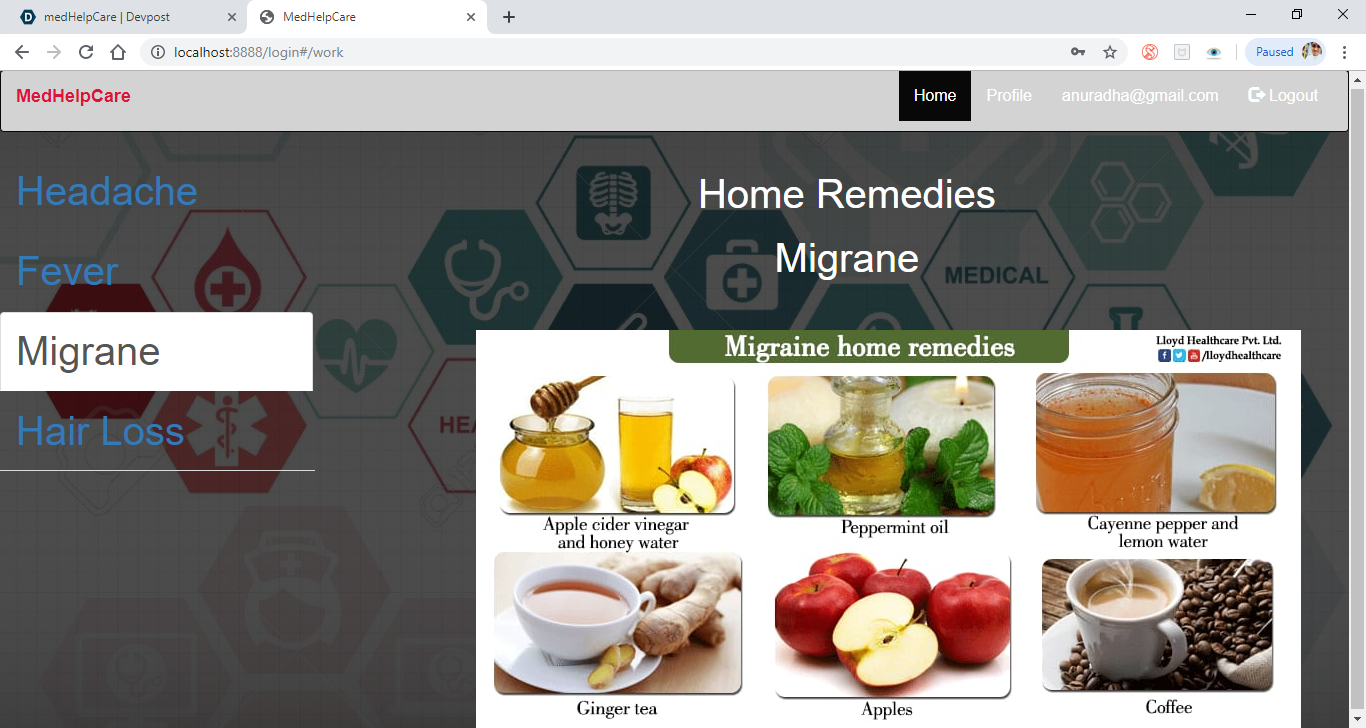 medHelpCare | Devpost
MedHelpCare
localhost:8888/login#/work
Paused
MedHelpCare
Home
Profile
anuradha@gmail.com
Logout
Headache
Fever
Migrane
Hair Loss
Home Remedies
Migrane
MEDICAL
HEA
Migraine home remedies
Lloyd Healthcare Pvt. Ltd.
/lloydhealthcare
Apple cider vinegar
and honey water
Peppermint oil
Cayenne pepper and
lemon water
Ginger tea
Apples
Coffee